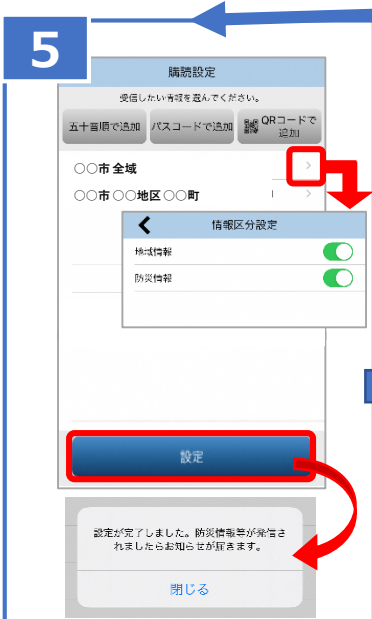 5
購読設定
受信したい情報を選んでください。
五十音順で追加
パスコードで追加
QRコードで
追加
○○市 全域
○○市 ○○地区 ○○町
情報区分設定
地域情報
防災情報
設定
設定が完了しました。防災情報等が発信さ
れましたらお知らせが届きます。
閉じる